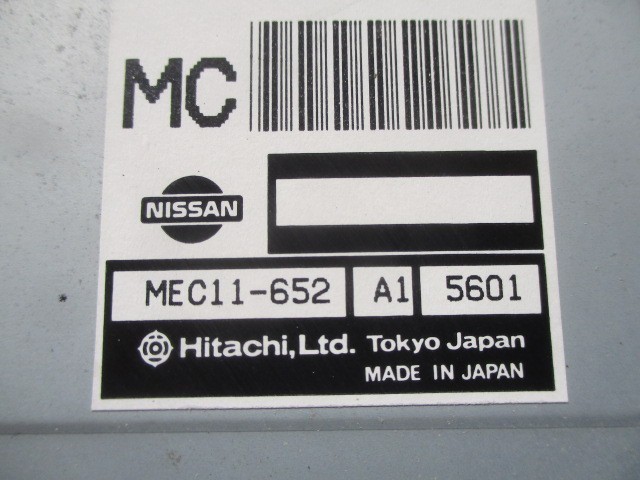 MC
NISSAN
MEC11-652 A1 5601
Hitachi, Ltd. Tokyo Japan
MADE IN JAPAN